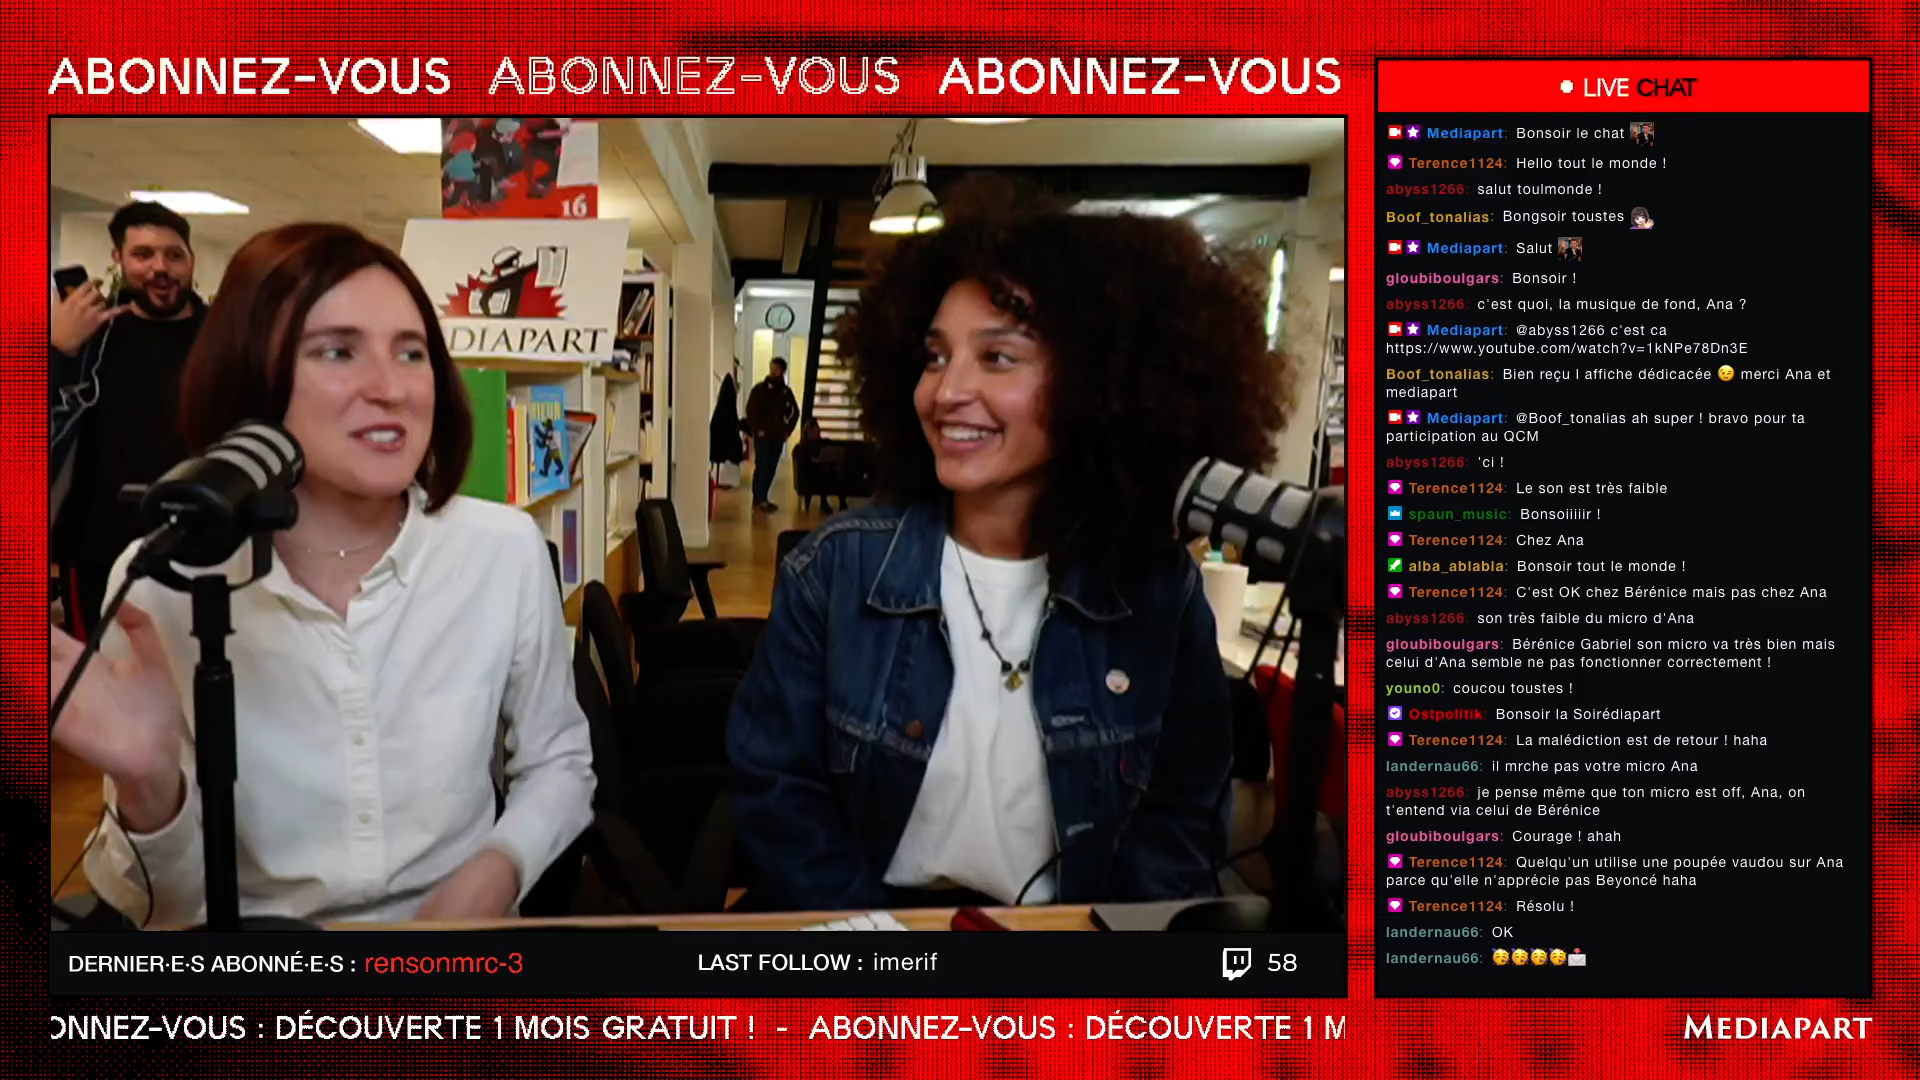 ABONNEZ-VOUS ABONNEZ-VOUS ABONNEZ-VOUS
16
DIAPART
DERNIER·E·S ABONNÉ·E·S : rensonmrc-3
LAST FOLLOW : imerif
58
ONNEZ-VOUS : DÉCOUVERTE 1 MOIS GRATUIT ! - ABONNEZ-VOUS : DÉCOUVERTE 1 M
LIVE CHAT
Mediapart: Bonsoir le chat
Terence1124: Hello tout le monde !
abyss1266: salut toulmonde !
Boof_tonalias: Bongsoir toustes
Mediapart: Salut
gloubiboulgars: Bonsoir !
abyss1266: c'est quoi, la musique de fond, Ana ?
Mediapart: @abyss1266 c'est ca
https://www.youtube.com/watch?v=1kNPe78Dn3E
Boof_tonalias: Bien reçu l affiche dédicacée 😉 merci Ana et
mediapart
Mediapart: @Boof_tonalias ah super ! bravo pour ta
participation au QCM
abyss1266: 'ci !
Terence1124: Le son est très faible
spaun_music: Bonsoiiiiir !
Terence1124: Chez Ana
alba_ablabla: Bonsoir tout le monde !
Terence1124: C'est OK chez Bérénice mais pas chez Ana
abyss1266: son très faible du micro d'Ana
gloubiboulgars: Bérénice Gabriel son micro va très bien mais
celui d'Ana semble ne pas fonctionner correctement !
youno0: coucou toustes !
Ostpolitik: Bonsoir la Soirédiapart
Terence1124: La malédiction est de retour ! haha
landernau66: il mrche pas votre micro Ana
abyss1266: je pense même que ton micro est off, Ana, on
t'entend via celui de Bérénice
gloubiboulgars: Courage ! ahah
Terence1124: Quelqu'un utilise une poupée vaudou sur Ana
parce qu'elle n'apprécie pas Beyoncé haha
Terence1124: Résolu !
landernau66: OK
landernau66: 🥳🥳🥳🥳📩
MEDIAPART